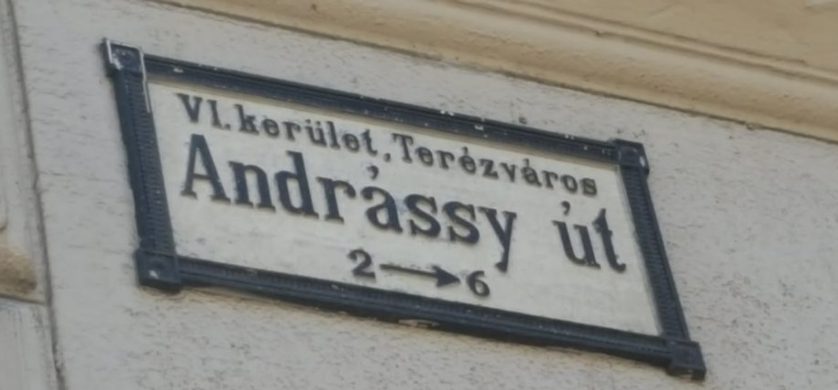 VI. kerület, Terézváros
Andrássy út
2→6